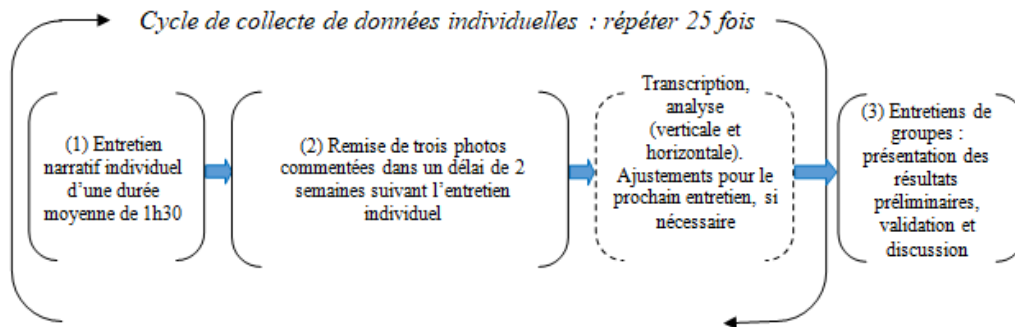 Cycle de collecte de données individuelles : répéter 25 fois
(1) Entretien
narratif individuel
d'une durée
moyenne de 1h30
(2) Remise de trois photos
commentées dans un délai de 2
semaines suivant l'entretien
individuel
Transcription,
analyse
(verticale et
horizontale).
Ajustements pour le
prochain entretien, si
nécessaire
(3) Entretiens de
groupes :
présentation des
résultats
préliminaires,
validation et
discussion